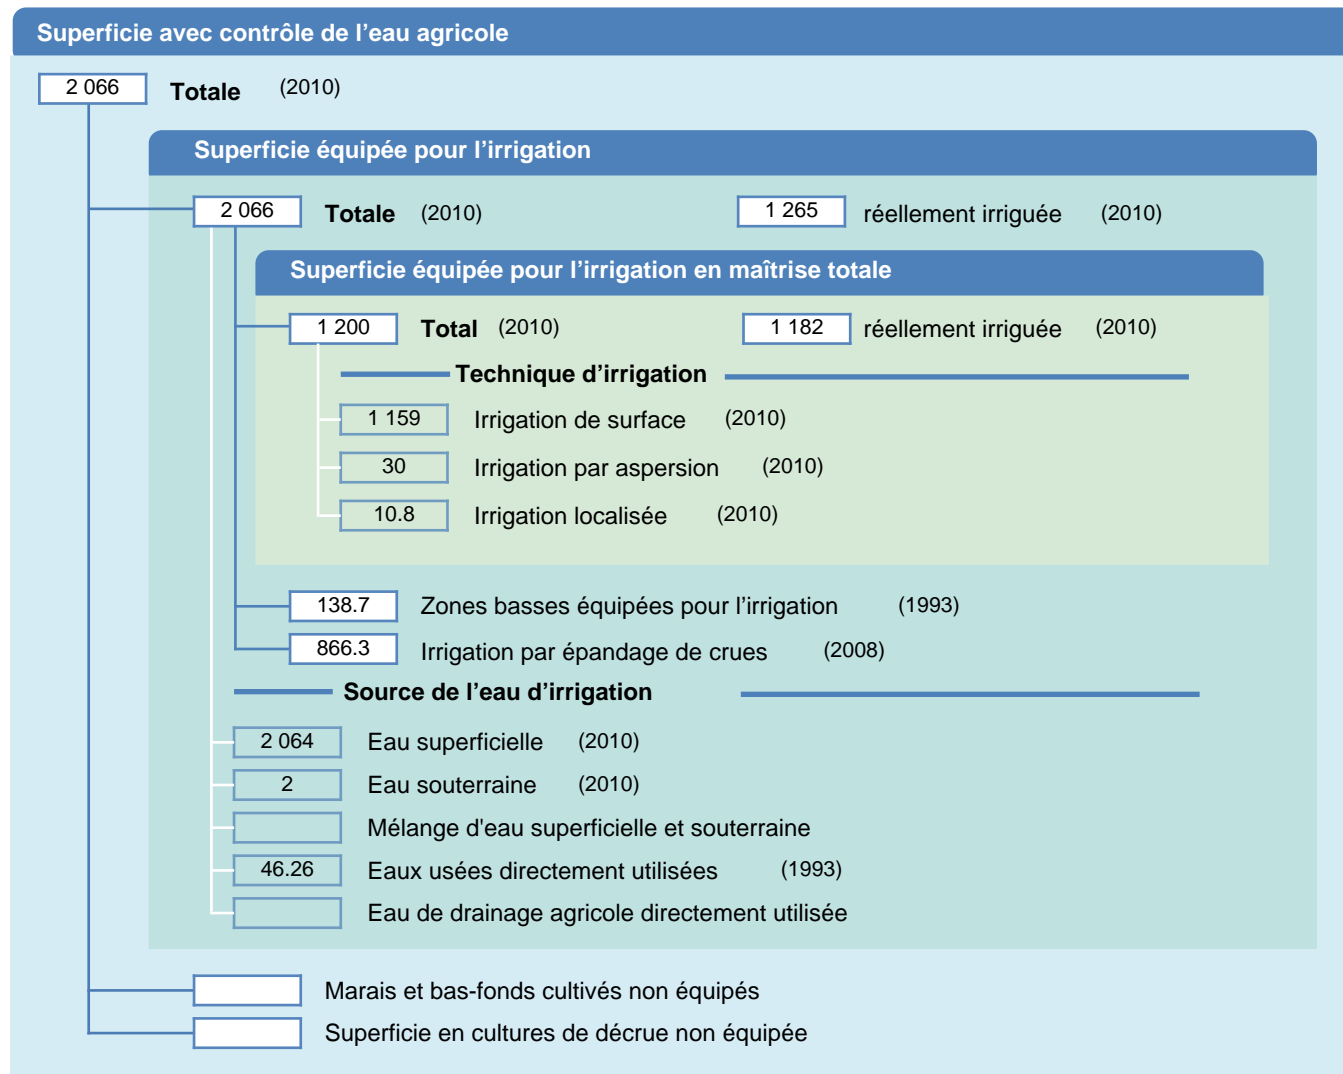 Superficie avec contrôle de l'eau agricole
2 066 Totale (2010)
Superficie équipée pour l'irrigation
2 066 Totale (2010) 1 265 réellement irriguée (2010)
Superficie équipée pour l'irrigation en maîtrise totale
1 200 Total (2010) 1 182 réellement irriguée (2010)
Technique d'irrigation
1 159 Irrigation de surface (2010)
30 Irrigation par aspersion (2010)
10.8 Irrigation localisée (2010)
138.7 Zones basses équipées pour l'irrigation (1993)
866.3 Irrigation par épandage de crues (2008)
Source de l'eau d'irrigation
2 064 Eau superficielle (2010)
2 Eau souterraine (2010)
Mélange d'eau superficielle et souterraine
46.26 Eaux usées directement utilisées (1993)
Eau de drainage agricole directement utilisée
Marais et bas-fonds cultivés non équipés
Superficie en cultures de décrue non équipée